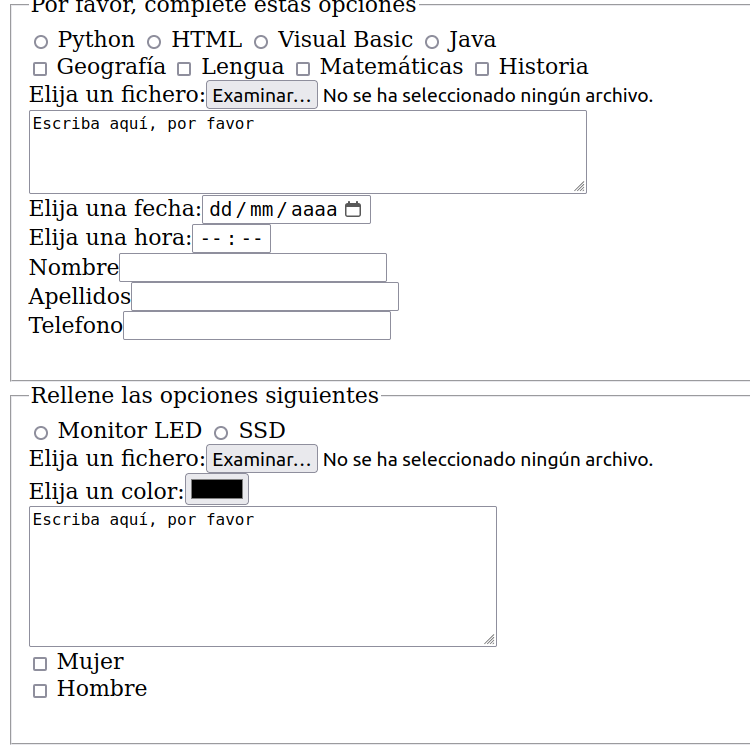 Por favor, complete estas opciones
Python HTML Visual Basic Java
Geografía Lengua Matemáticas Historia
Elija un fichero: Examinar... No se ha seleccionado ningún archivo.
Escriba aquí, por favor
Elija una fecha: dd/mm/aaaa
Elija una hora: --:--
Nombre
Apellidos
Telefono
Rellene las opciones siguientes
Monitor LED SSD
Elija un fichero: Examinar... No se ha seleccionado ningún archivo.
Elija un color:
Escriba aquí, por favor
Mujer
Hombre